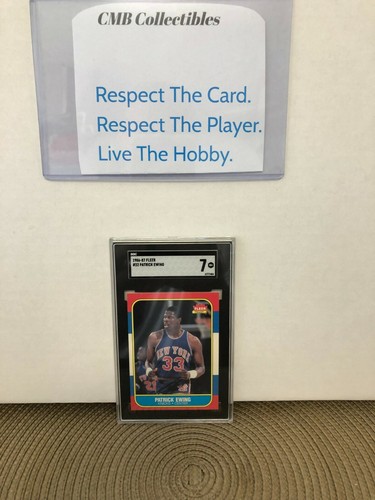 CMB Collectibles
Respect The Card.
Respect The Player.
Live The Hobby.
1986-87 FLEER
#32 PATRICK EWING
7
FLEER
NEW YORK
33
PATRICK EWING